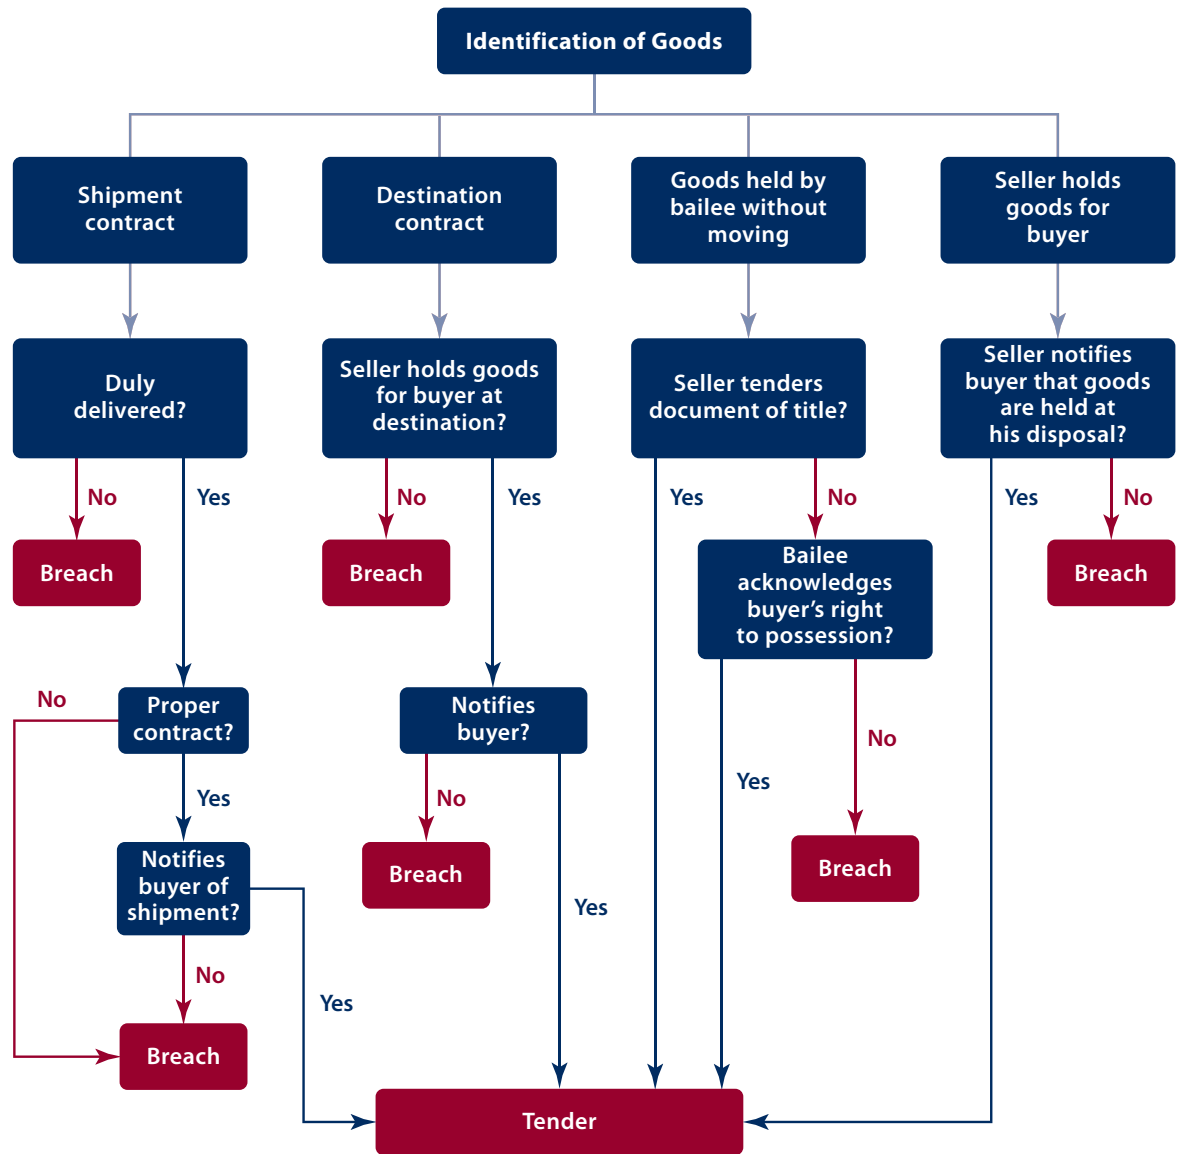 Identification of Goods
Shipment
contract
Destination
contract
Goods held by
bailee without
moving
Seller holds
goods for
buyer
Duly
delivered?
Seller holds goods
for buyer at
destination?
Seller tenders
document of title?
Seller notifies
buyer that goods
are held at
his disposal?
No
Yes
No
Yes
Yes
No
Yes
No
Breach
Breach
Bailee
acknowledges
buyer’s right
to possession?
Breach
No
Proper
contract?
Notifies
buyer?
No
Yes
No
Yes
Notifies
buyer of
shipment?
Breach
Breach
Yes
No
Yes
Breach
Tender